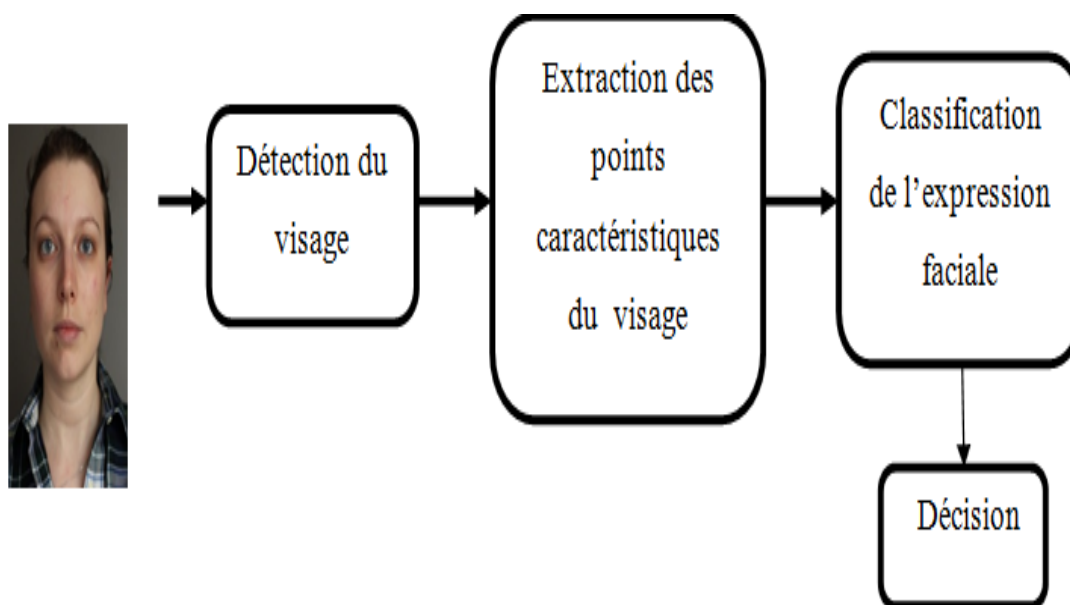 Détection du
visage
Extraction des
points
caractéristiques
du visage
Classification
de l’expression
faciale
Décision